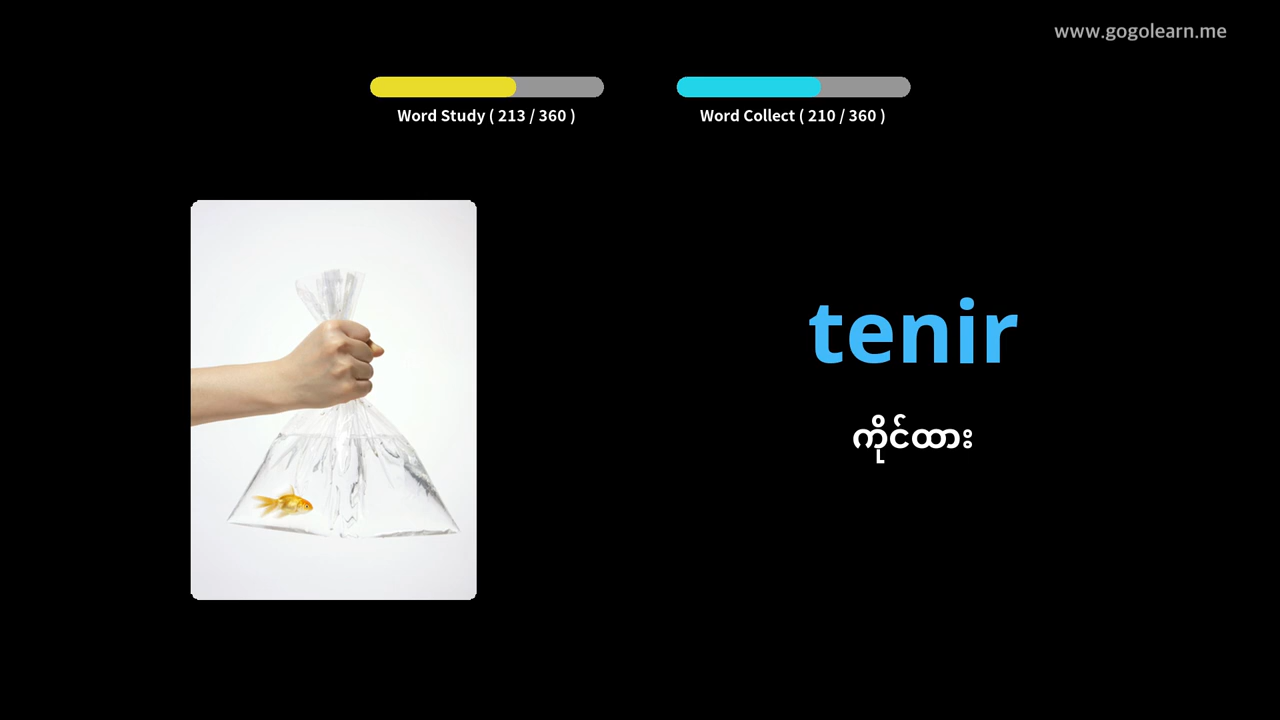 www.gogolearn.me
Word Study ( 213 / 360 )
Word Collect ( 210 / 360 )
tenir
ကိုင်ထား